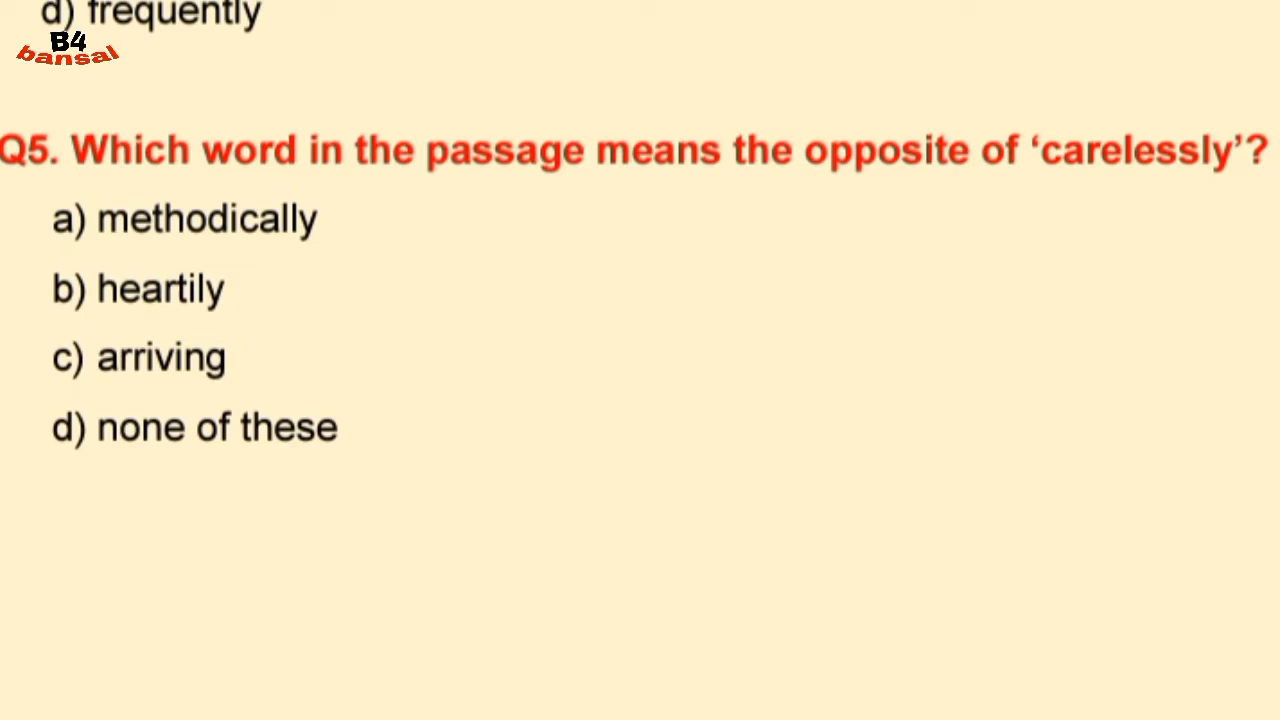 d) frequently
B4
bansal
Q5. Which word in the passage means the opposite of ‘carelessly’?
a) methodically
b) heartily
c) arriving
d) none of these